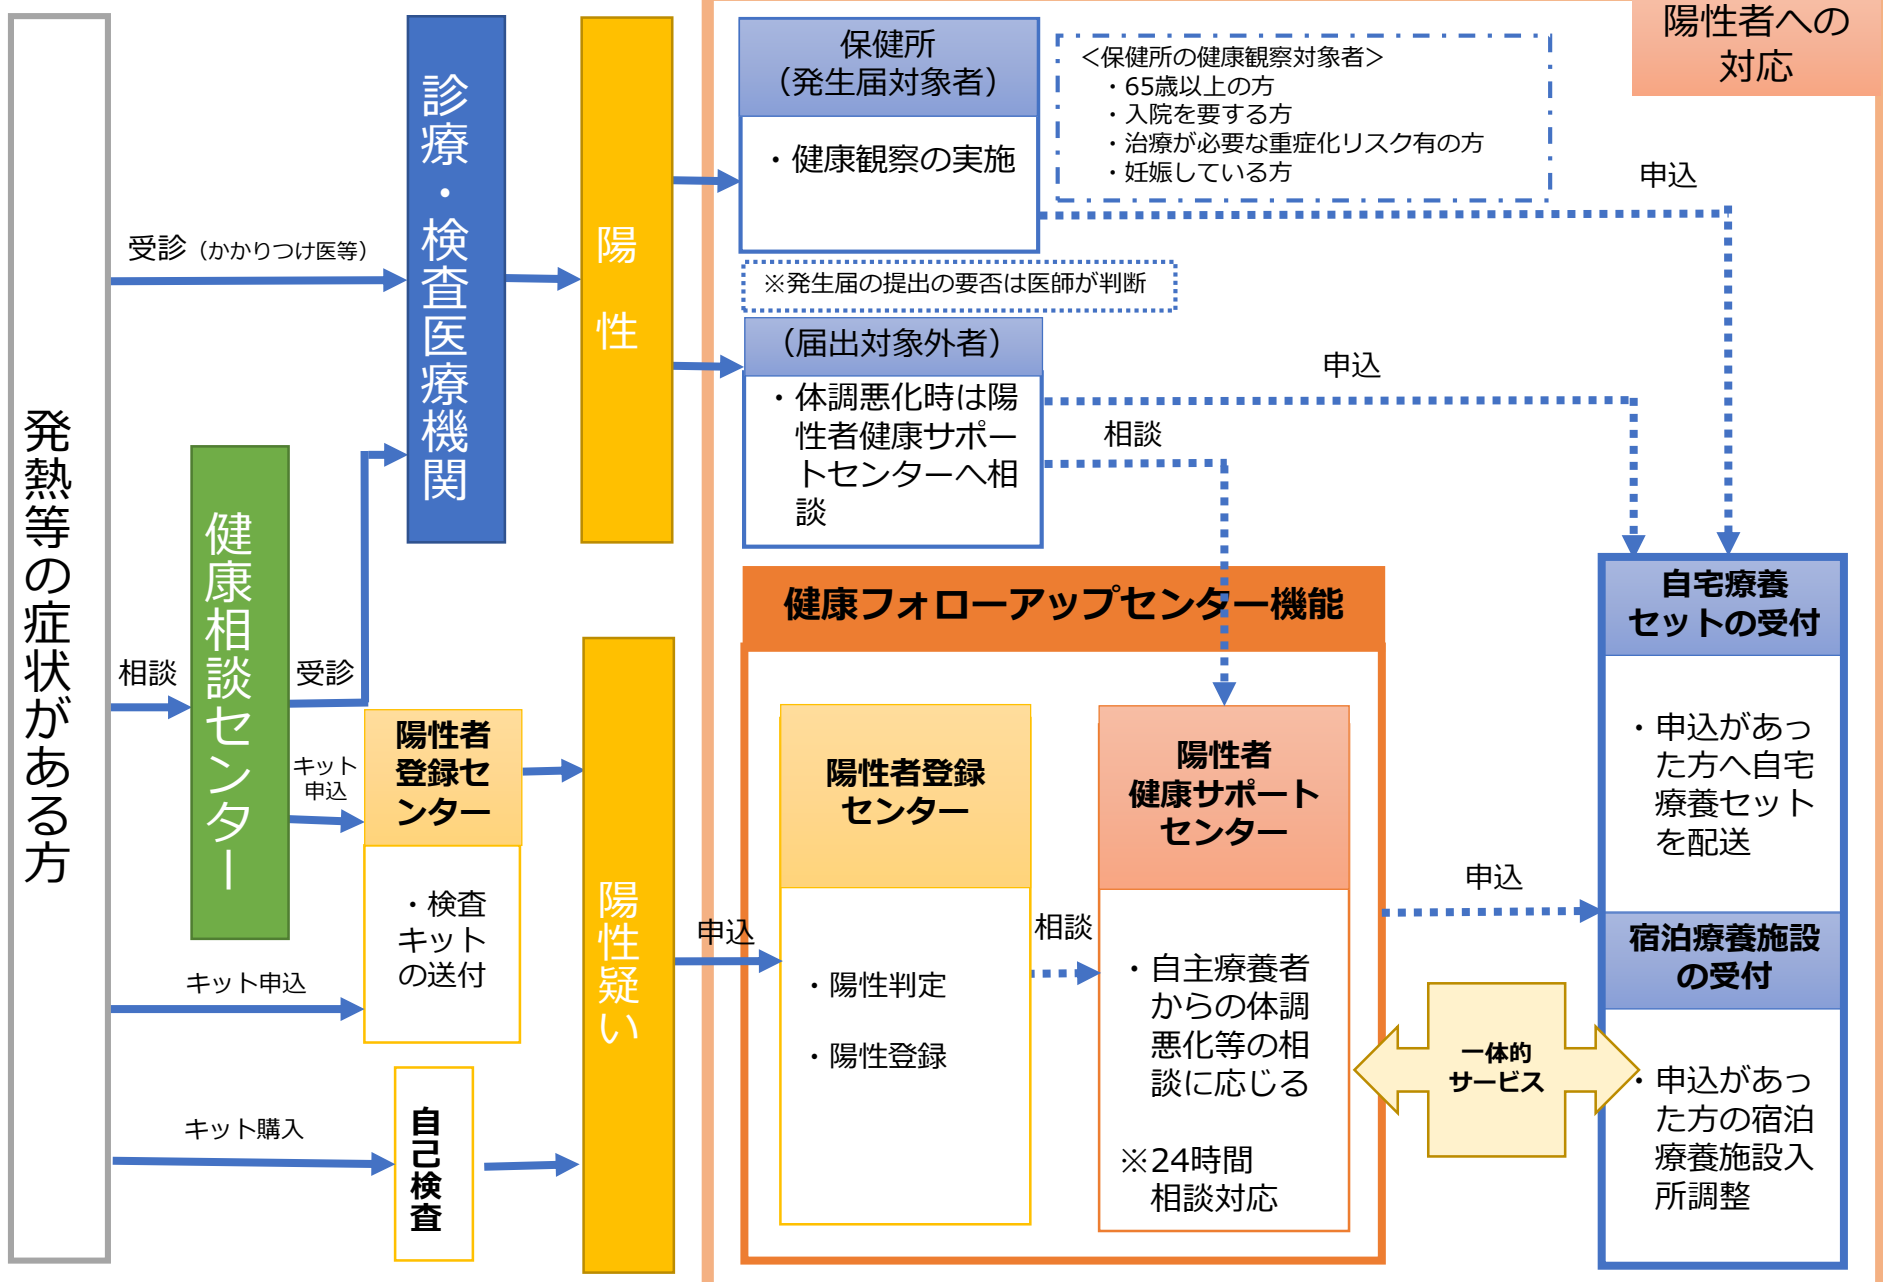 発熱等の症状がある方
受診（かかりつけ医等）
相談
健康相談センター
受診
キット
申込
キット申込
キット購入
診療・検査医療機関
陽性者
登録セ
ンター
・検査
キット
の送付
自己検査
陽性
陽性疑い
申込
陽性者への
対応
保健所
（発生届対象者）
・健康観察の実施
＜保健所の健康観察対象者＞
・65歳以上の方
・入院を要する方
・治療が必要な重症化リスク有の方
・妊娠している方
申込
※発生届の提出の要否は医師が判断
（届出対象外者）
・体調悪化時は陽
性者健康サポー
トセンターへ相
談
申込
相談
健康フォローアップセンター機能
陽性者登録
センター
・陽性判定
・陽性登録
相談
陽性者
健康サポート
センター
・自主療養者
からの体調
悪化等の相
談に応じる
※24時間
相談対応
申込
一体的
サービス
自宅療養
セットの受付
・申込があっ
た方へ自宅
療養セット
を配送
宿泊療養施設
の受付
・申込があっ
た方の宿泊
療養施設入
所調整